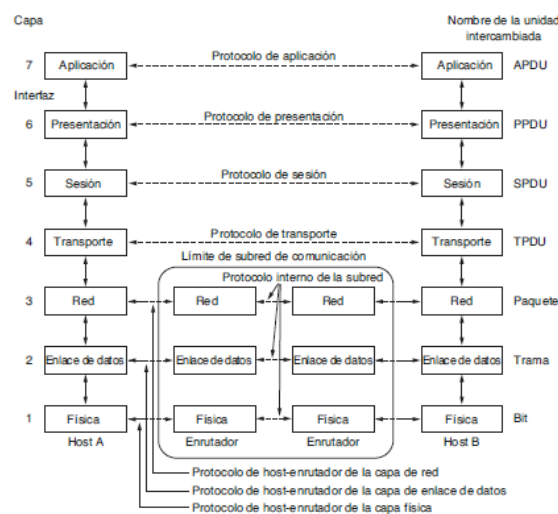 Capa
Nombre de la unidad
intercambiada
7 Aplicación Protocolo de aplicación Aplicación APDU
Interfaz
6 Presentación Protocolo de presentación Presentación PPDU
5 Sesión Protocolo de sesión Sesión SPDU
4 Transporte Protocolo de transporte Transporte TPDU
Límite de subred de comunicación
Protocolo interno de la subred
3 Red Red Red Red Paquete
2 Enlace de datos Enlace de datos Enlace de datos Enlace de datos Trama
1 Física Física Física Física Bit
Host A Enrutador Enrutador Host B
Protocolo de host-enrutador de la capa de red
Protocolo de host-enrutador de la capa de enlace de datos
Protocolo de host-enrutador de la capa física